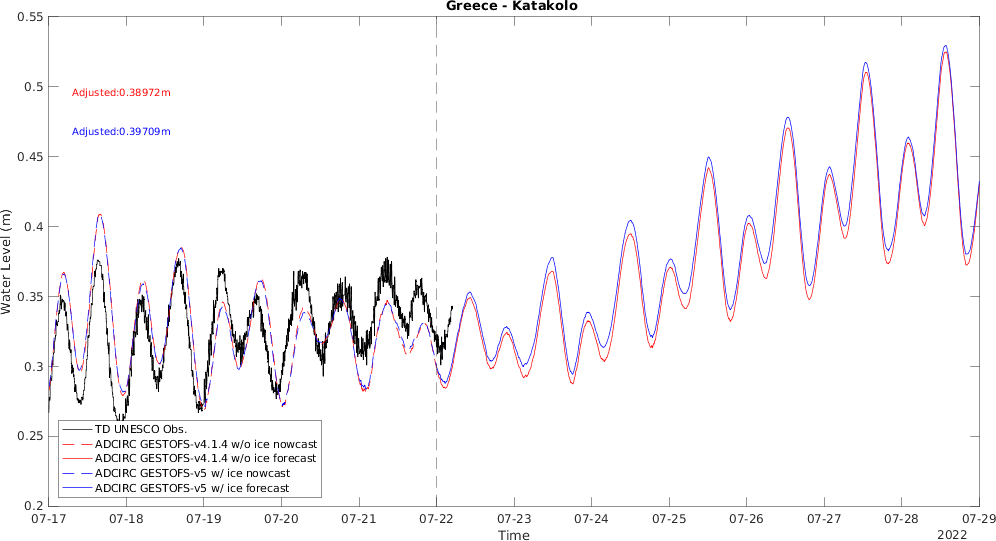 Greece - Katakolo
0.55
0.5
0.45
0.4
0.35
0.3
0.25
0.2
Water Level (m)
Adjusted:0.38972m
Adjusted:0.39709m
TD UNESCO Obs.
ADCIRC GESTOFS-v4.1.4 w/o ice nowcast
ADCIRC GESTOFS-v4.1.4 w/o ice forecast
ADCIRC GESTOFS-v5 w/ ice nowcast
ADCIRC GESTOFS-v5 w/ ice forecast
07-17 07-18 07-19 07-20 07-21 07-22 07-23 07-24 07-25 07-26 07-27 07-28 07-29
Time
2022